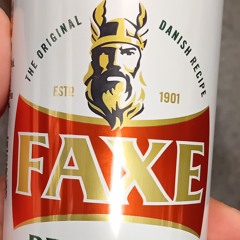 THE ORIGINAL DANISH RECIPE
ESTD 1901
FAXE